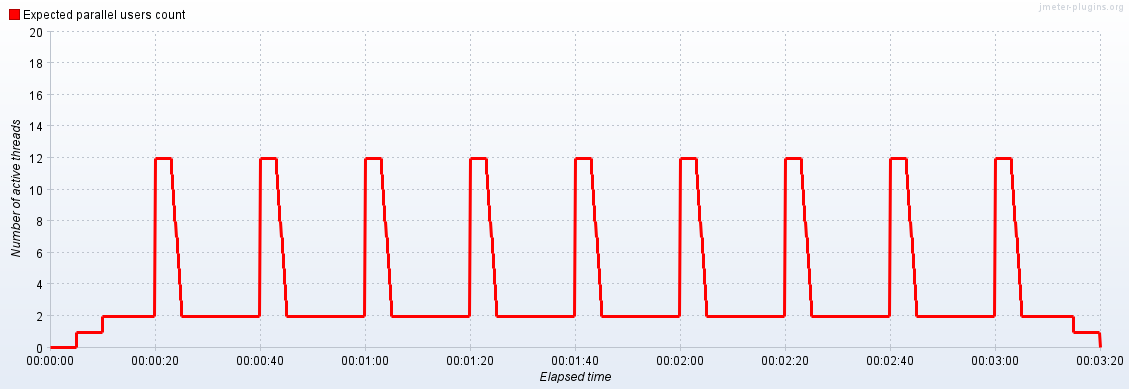 Expected parallel users count
jmeter-plugins.org
20
18
16
14
12
10
8
6
4
2
0
Number of active threads
00:00:00 00:00:20 00:00:40 00:01:00 00:01:20 00:01:40 00:02:00 00:02:20 00:02:40 00:03:00 00:03:20
Elapsed time